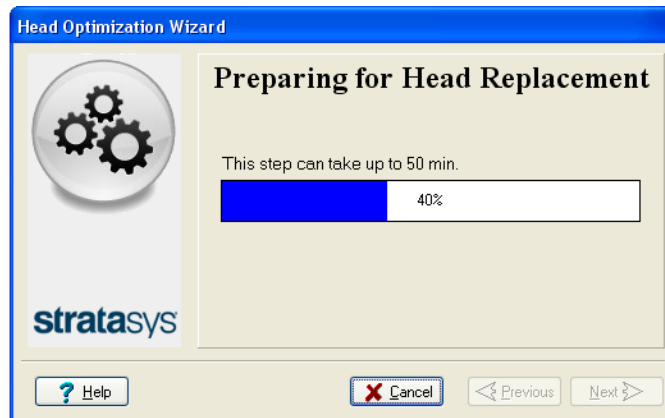 Head Optimization Wizard
Preparing for Head Replacement
This step can take up to 50 min.
40%
stratasys
? Help
Cancel
Previous
Next